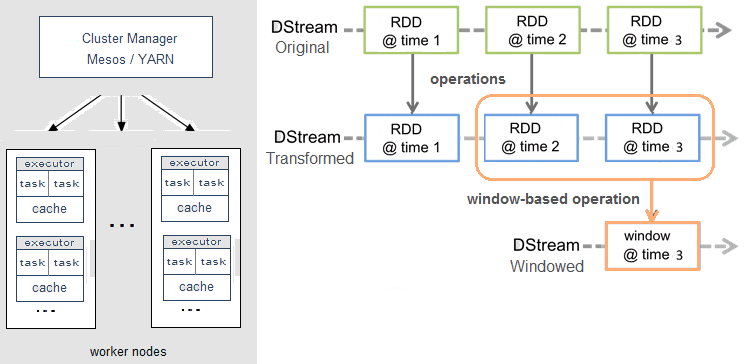 Cluster Manager
Mesos / YARN
executor
task task
cache
executor
task task
cache
...
...
executor
task task
cache
executor
task task
cache
...
worker nodes
DStream
Original
RDD
@ time 1
RDD
@ time 2
RDD
@ time 3
operations
DStream
Transformed
RDD
@ time 1
RDD
@ time 2
RDD
@ time 3
window-based operation
DStream
Windowed
window
@ time 3